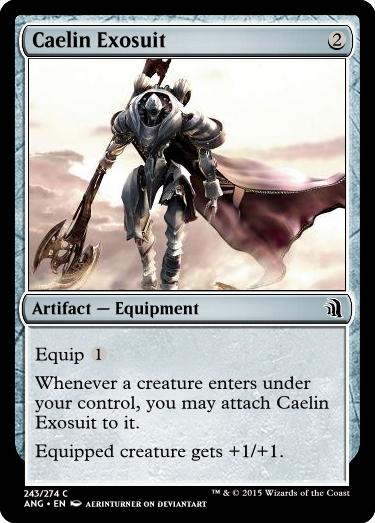 Caelin Exosuit 2
Artifact — Equipment
Equip 1
Whenever a creature enters under
your control, you may attach Caelin
Exosuit to it.
Equipped creature gets +1/+1.
243/274 C ™ & © 2015 Wizards of the Coast
ANG • EN AERINTURNER ON DEVIANTART